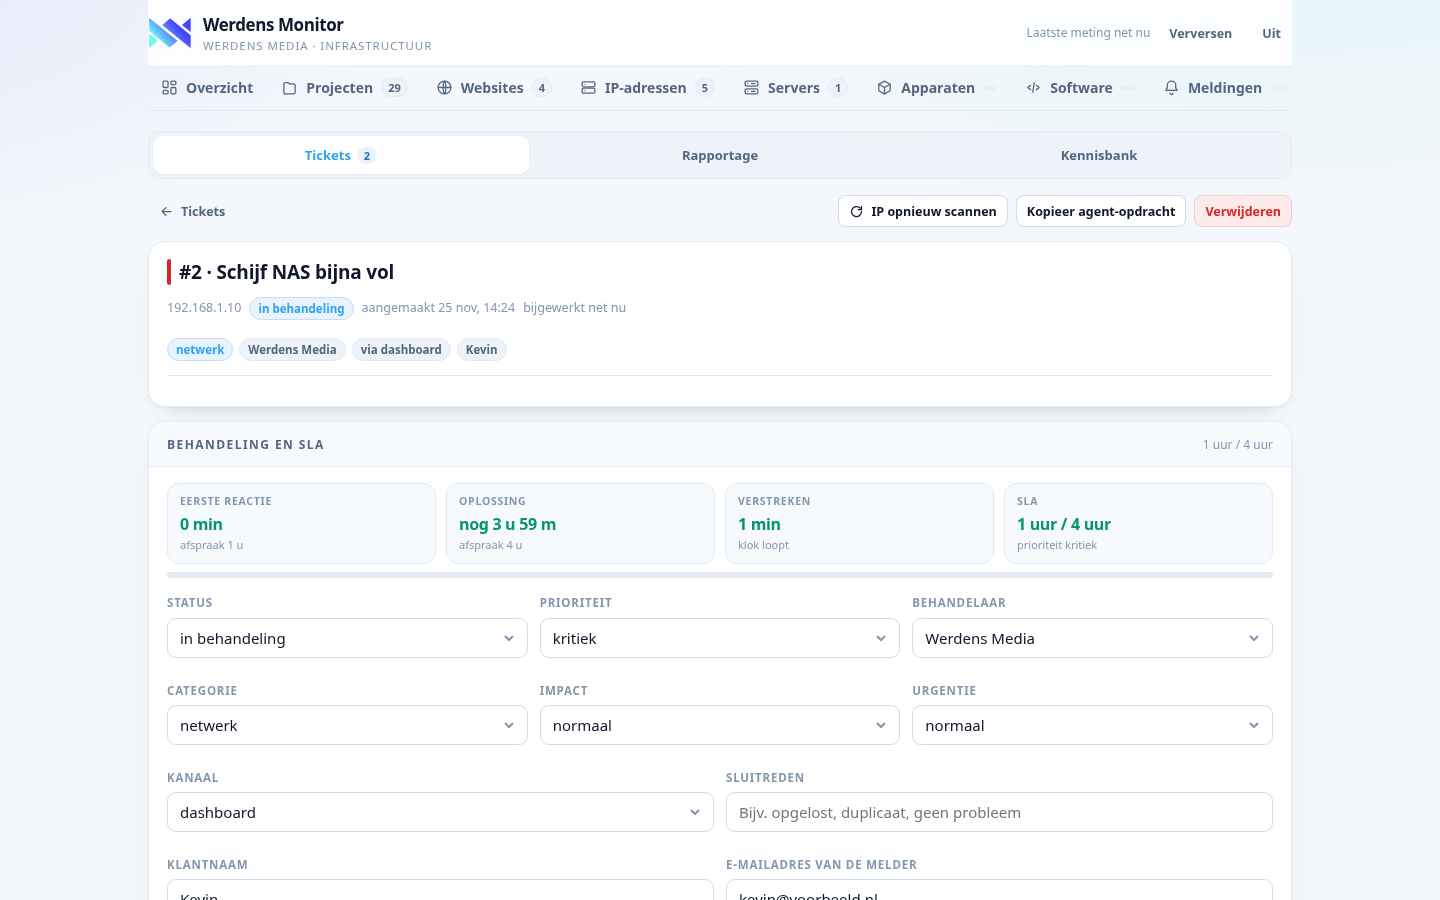 Werdens Monitor
WERDENS MEDIA · INFRASTRUCTUUR
Laatste meting net nu
Verversen
Uit
Overzicht
Projecten 29
Websites 4
IP-adressen 5
Servers 1
Apparaten
Software
Meldingen
Tickets 2
Rapportage
Kennisbank
← Tickets
IP opnieuw scannen
Kopieer agent-opdracht
Verwijderen
#2 · Schijf NAS bijna vol
192.168.1.10 in behandeling aangemaakt 25 nov, 14:24 bijgewerkt net nu
netwerk Werdens Media via dashboard Kevin
BEHANDELING EN SLA
1 uur / 4 uur
EERSTE REACTIE
0 min
afspraak 1 u
OPLOSSING
nog 3 u 59 m
afspraak 4 u
VERSTREKEN
1 min
klok loopt
SLA
1 uur / 4 uur
prioriteit kritiek
STATUS
in behandeling
PRIORITEIT
kritiek
BEHANDELAAR
Werdens Media
CATEGORIE
netwerk
IMPACT
normaal
URGENTIE
normaal
KANAAL
dashboard
SLUITREDEN
Bijv. opgelost, duplicaat, geen probleem
KLANTNAAM
Kevin
E-MAILADRES VAN DE MELDER
kevin@voorbeeld.nl